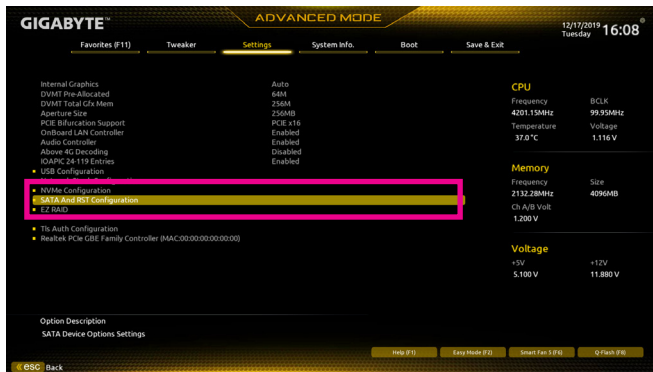 GIGABYTE™
ADVANCED MODE
12/17/2019
Tuesday
16:08
Favorites (F11) Tweaker Settings System Info. Boot Save & Exit
Internal Graphics Auto
DVMT Pre-Allocated 64M
DVMT Total Gfx Mem 256M
Aperture Size 256MB
PCIE Bifurcation Support PCIE x16
OnBoard LAN Controller Enabled
Audio Controller Enabled
Above 4G Decoding Disabled
IOAPIC 24-119 Entries Enabled
USB Configuration
NVMe Configuration
SATA And RST Configuration
EZ RAID
Tls Auth Configuration
Realtek PCIe GBE Family Controller (MAC:00:00:00:00:00:00)
CPU
Frequency BCLK
4201.15MHz 99.95MHz
Temperature Voltage
37.0 °C 1.116 V
Memory
Frequency Size
2132.28MHz 4096MB
Ch A/B Volt
1.200 V
Voltage
+5V +12V
5.100 V 11.880 V
Option Description
SATA Device Options Settings
Help (F1) Easy Mode (F2) Smart Fan 5 (F6) Q-Flash (F8)
esc Back